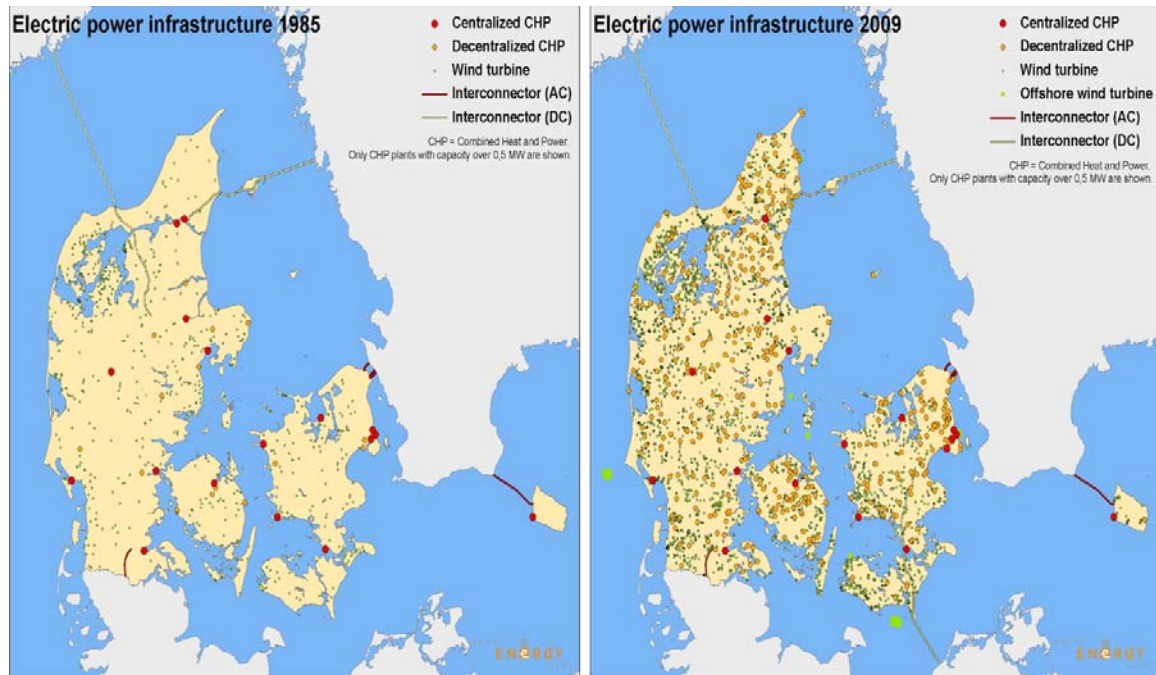 Electric power infrastructure 1985
Centralized CHP
Decentralized CHP
Wind turbine
Interconnector (AC)
Interconnector (DC)
CHP = Combined Heat and Power.
Only CHP plants with capacity over 0,5 MW are shown.
ENERGY
Electric power infrastructure 2009
Centralized CHP
Decentralized CHP
Wind turbine
Offshore wind turbine
Interconnector (AC)
Interconnector (DC)
CHP = Combined Heat and Power.
Only CHP plants with capacity over 0,5 MW are shown.
ENERGY